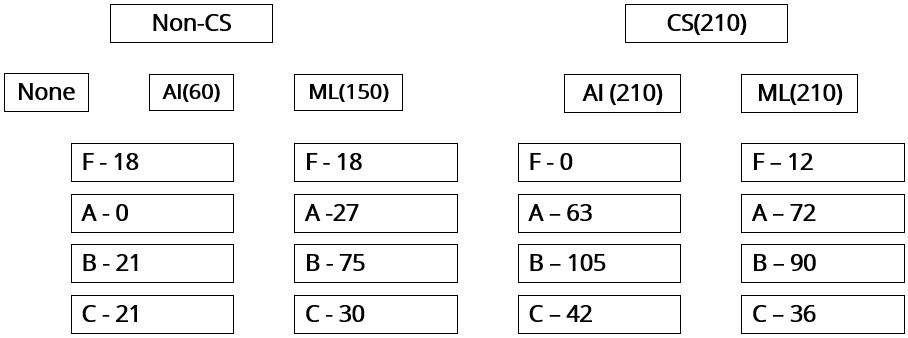 Non-CS
CS(210)
None
AI(60)
ML(150)
AI (210)
ML(210)
F - 18
F - 18
F - 0
F – 12
A - 0
A -27
A – 63
A – 72
B - 21
B - 75
B – 105
B – 90
C - 21
C - 30
C – 42
C – 36